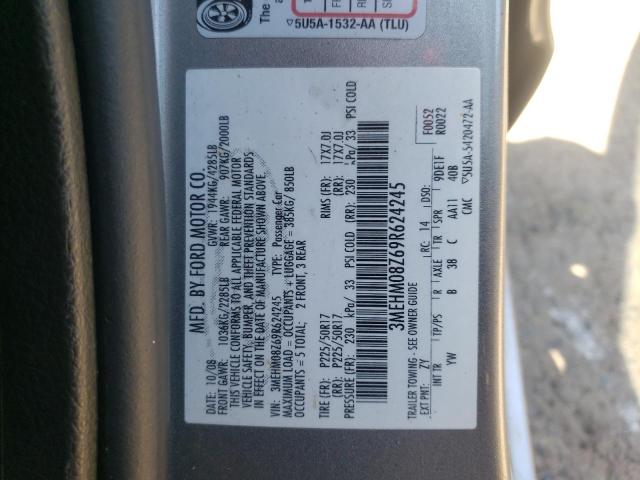 The
▽5U5A-1532-AA (TLU)
MFD. BY FORD MOTOR CO.
DATE: 10/08 GVWR: 1944KG/4285LB
FRONT GAWR: 1036KG/2285LB REAR GAWR: 907KG/2000LB
THIS VEHICLE CONFORMS TO ALL APPLICABLE FEDERAL MOTOR
VEHICLE SAFETY, BUMPER, AND THEFT PREVENTION STANDARDS
IN EFFECT ON THE DATE OF MANUFACTURE SHOWN ABOVE.
VIN: 3MEHM08Z69R624245 TYPE: Passenger Car
MAXIMUM LOAD = OCCUPANTS + LUGGAGE = 385KG/ 850LB
OCCUPANTS = 5 TOTAL: 2 FRONT, 3 REAR
TIRE (FR): P225/50R17 RIMS (FR): 17X7.0J
(RR): P225/50R17 (RR): 17X7.0J
PRESSURE (FR): 230 kPa/ 33 PSI COLD (RR): 230 kPa/ 33 PSI COLD
3MEHM08Z69R624245
F0052
R0022
TRAILER TOWING - SEE OWNER GUIDE
EXT PNT: ZY RC: 14 DSO: 9DE1F
INT TR TP/PS R AXLE TR SPR
YW B 38 C AA11 40B
CMC ▽5U5A-5420472-AA